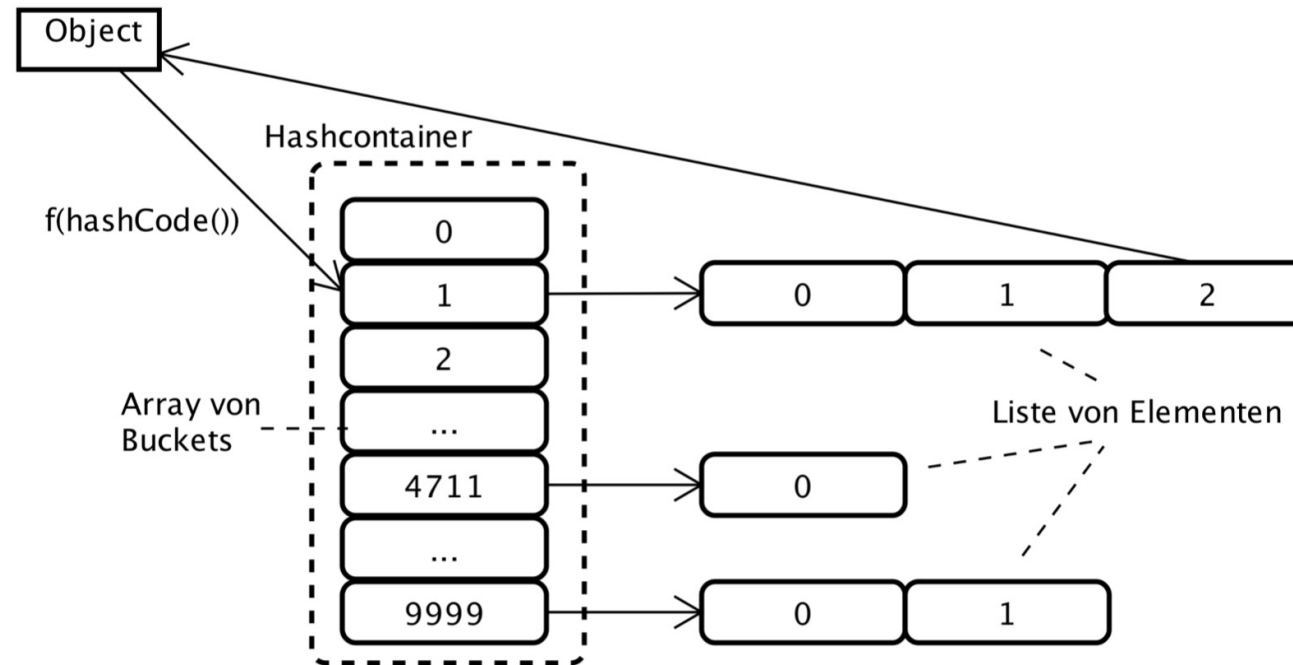 Object
Hashcontainer
f(hashCode())
0
1
0
1
2
2
Array von
Buckets
...
Liste von Elementen
4711
0
...
9999
0
1